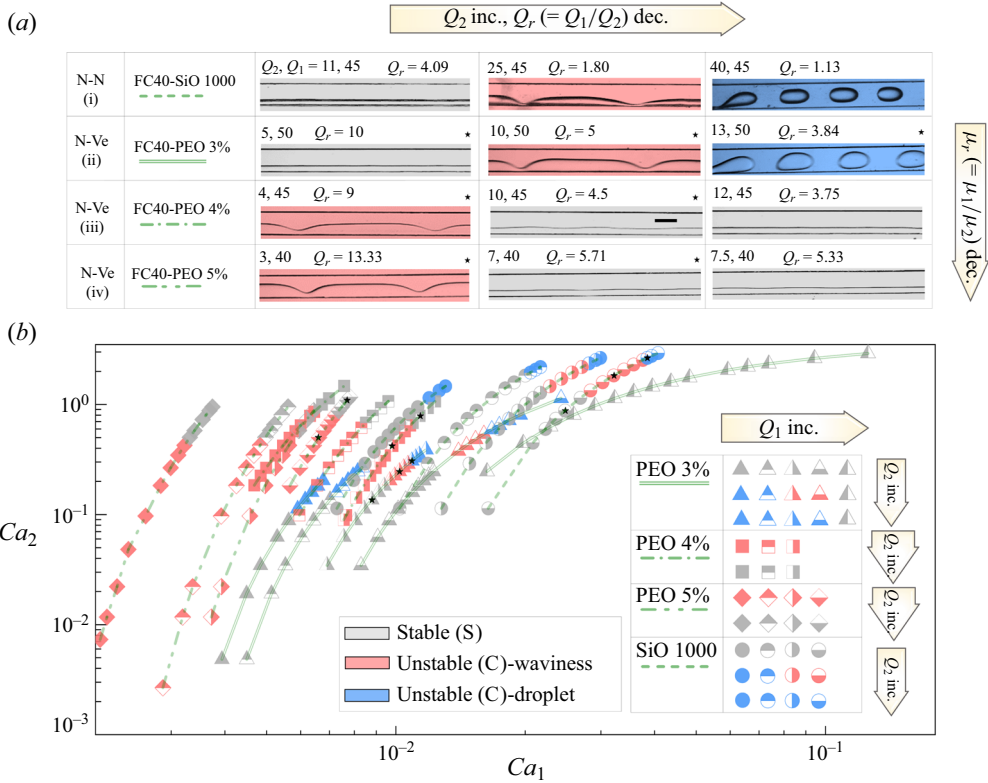 (a)
Q2 inc., Qr (= Q1/Q2) dec.
N-N
(i)
FC40-SiO 1000
Q2, Q1 = 11, 45 Qr = 4.09
25, 45 Qr = 1.80
40, 45 Qr = 1.13
N-Ve
(ii)
FC40-PEO 3%
5, 50 Qr = 10
10, 50 Qr = 5
13, 50 Qr = 3.84
N-Ve
(iii)
FC40-PEO 4%
4, 45 Qr = 9
10, 45 Qr = 4.5
12, 45 Qr = 3.75
N-Ve
(iv)
FC40-PEO 5%
3, 40 Qr = 13.33
7, 40 Qr = 5.71
7.5, 40 Qr = 5.33
μr (= μ1/μ2) dec.
(b)
Ca2
10⁰
10⁻¹
10⁻²
10⁻³
10⁻²
10⁻¹
Ca1
Stable (S)
Unstable (C)-waviness
Unstable (C)-droplet
Q1 inc.
PEO 3%
Q2 inc.
PEO 4%
Q2 inc.
PEO 5%
Q2 inc.
SiO 1000
Q2 inc.